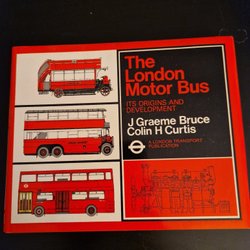 The
London
Motor Bus
ITS ORIGINS AND
DEVELOPMENT
J Graeme Bruce
Colin H Curtis
A LONDON TRANSPORT
PUBLICATION